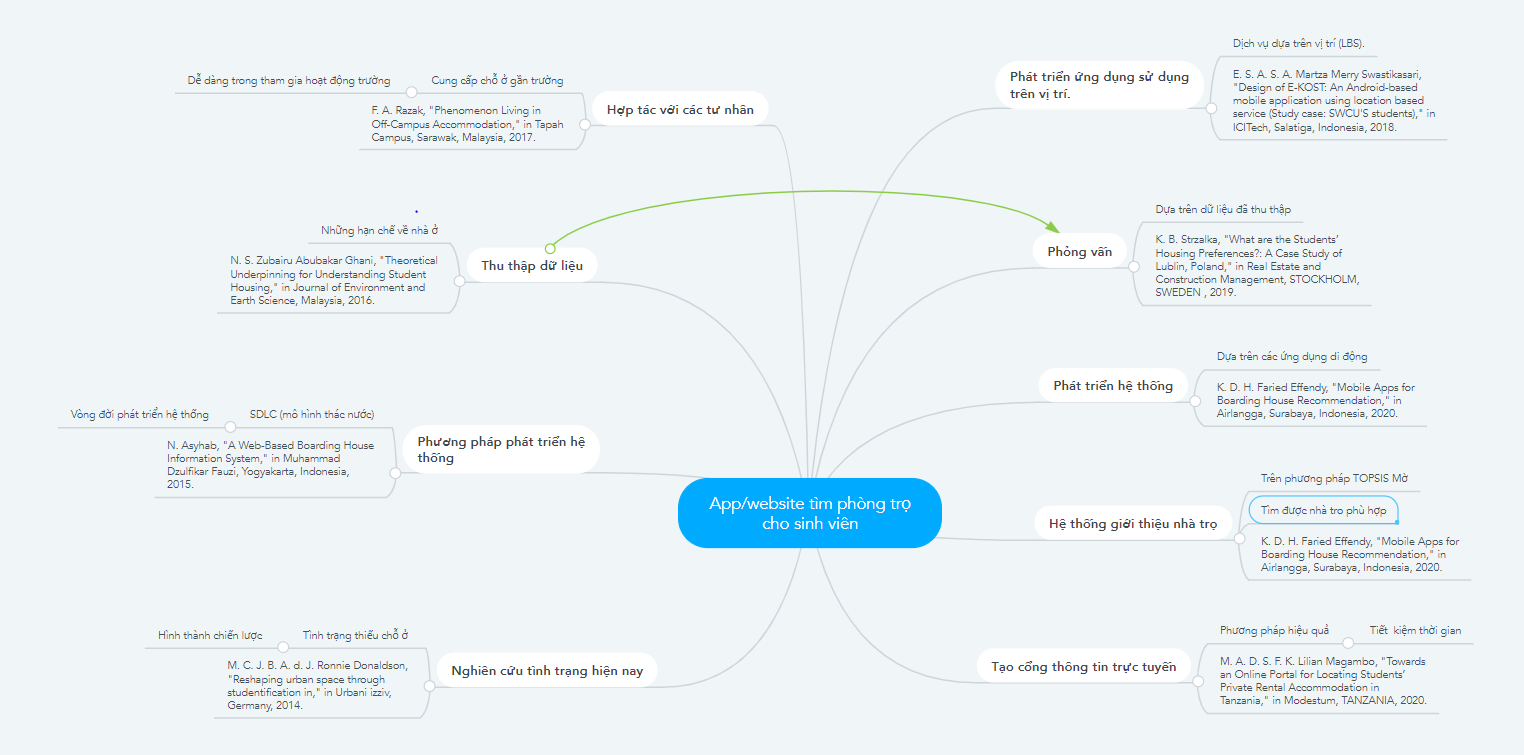 App/website tìm phòng trọ
cho sinh viên
Hợp tác với các tư nhân
Cung cấp chỗ ở gần trường
Dễ dàng trong tham gia hoạt động trường
F. A. Razak, "Phenomenon Living in
Off-Campus Accommodation," in Tapah
Campus, Sarawak, Malaysia, 2017.
Thu thập dữ liệu
Những hạn chế về nhà ở
N. S. Zubairu Abubakar Ghani, "Theoretical
Underpinning for Understanding Student
Housing," in Journal of Environment and
Earth Science, Malaysia, 2016.
Phương pháp phát triển hệ
thống
SDLC (mô hình thác nước)
Vòng đời phát triển hệ thống
N. Asyhab, "A Web-Based Boarding House
Information System," in Muhammad
Dzulfikar Fauzi, Yogyakarta, Indonesia,
2015.
Nghiên cứu tình trạng hiện nay
Tình trạng thiếu chỗ ở
Hình thành chiến lược
M. C. J. B. A. d. J. Ronnie Donaldson,
"Reshaping urban space through
studentification in," in Urbani izziv,
Germany, 2014.
Phát triển ứng dụng sử dụng
trên vị trí.
Dịch vụ dựa trên vị trí (LBS).
E. S. A. S. A. Martza Merry Swastikasari,
"Design of E-KOST: An Android-based
mobile application using location based
service (Study case: SWCU'S students)," in
ICITech, Salatiga, Indonesia, 2018.
Phỏng vấn
Dựa trên dữ liệu đã thu thập
K. B. Strzalka, "What are the Students’
Housing Preferences?: A Case Study of
Lublin, Poland," in Real Estate and
Construction Management, STOCKHOLM,
SWEDEN , 2019.
Phát triển hệ thống
Dựa trên các ứng dụng di động
K. D. H. Faried Effendy, "Mobile Apps for
Boarding House Recommendation," in
Airlangga, Surabaya, Indonesia, 2020.
Hệ thống giới thiệu nhà trọ
Trên phương pháp TOPSIS Mờ
Tìm được nhà tro phù hợp
K. D. H. Faried Effendy, "Mobile Apps for
Boarding House Recommendation," in
Airlangga, Surabaya, Indonesia, 2020.
Tạo cổng thông tin trực tuyến
Phương pháp hiệu quả
Tiết  kiệm thời gian
M. A. D. S. F. K. Lilian Magambo, "Towards
an Online Portal for Locating Students’
Private Rental Accommodation in
Tanzania," in Modestum, TANZANIA, 2020.